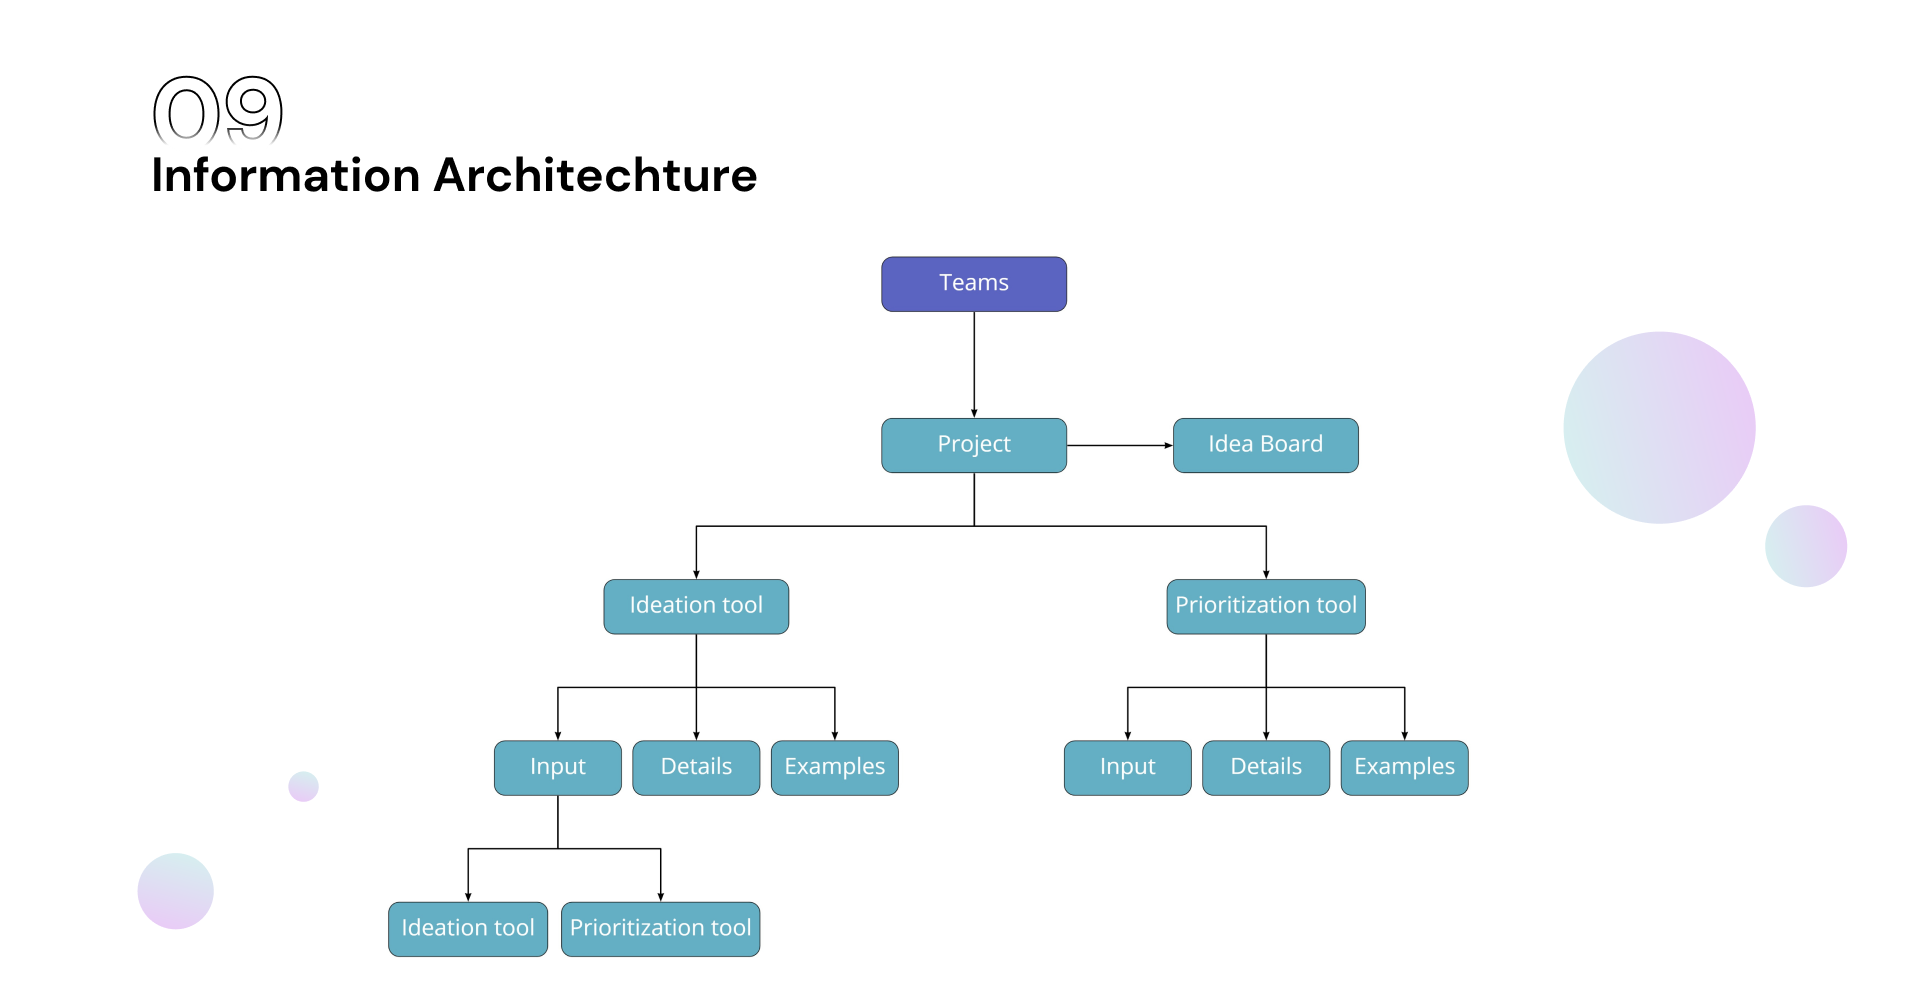 09
Information Architechture
Teams
Project
Idea Board
Ideation tool
Prioritization tool
Input
Details
Examples
Input
Details
Examples
Ideation tool
Prioritization tool